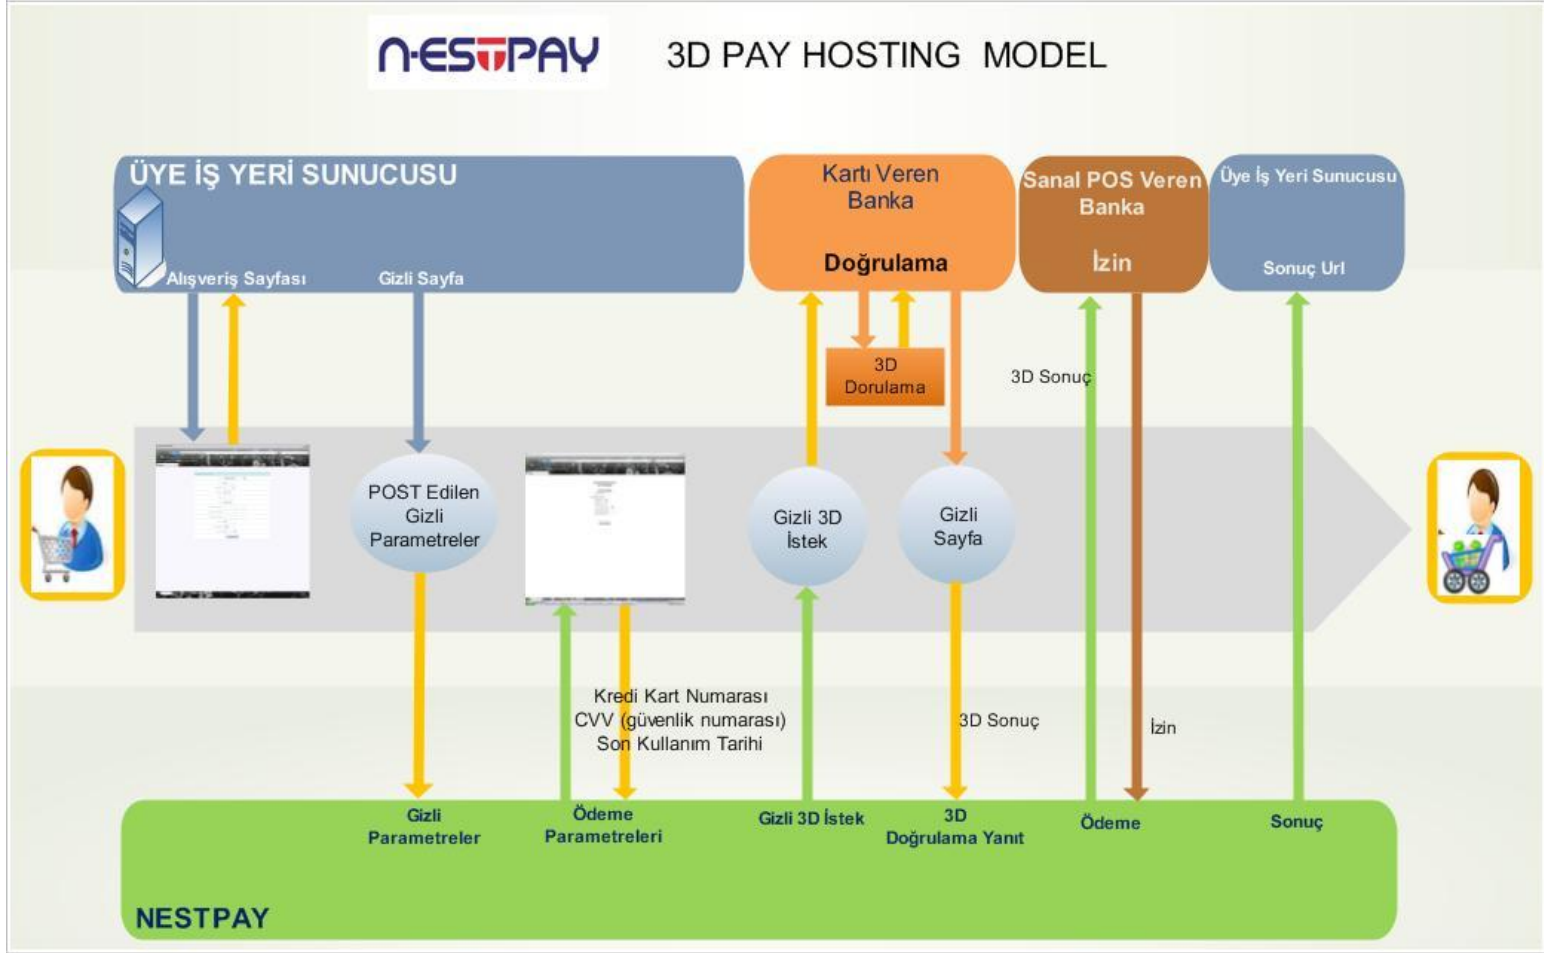 NESTPAY
3D PAY HOSTING MODEL
ÜYE İŞ YERİ SUNUCUSU
Alışveriş Sayfası
Gizli Sayfa
Kartı Veren
Banka
Doğrulama
Sanal POS Veren
Banka
İzin
Üye İş Yeri Sunucusu
Sonuç Url
3D
Dorulama
3D Sonuç
POST Edilen
Gizli
Parametreler
Gizli 3D
İstek
Gizli
Sayfa
Kredi Kart Numarası
CVV (güvenlik numarası)
Son Kullanım Tarihi
3D Sonuç
İzin
Gizli
Parametreler
Ödeme
Parametreleri
Gizli 3D İstek
3D
Doğrulama Yanıt
Ödeme
Sonuç
NESTPAY